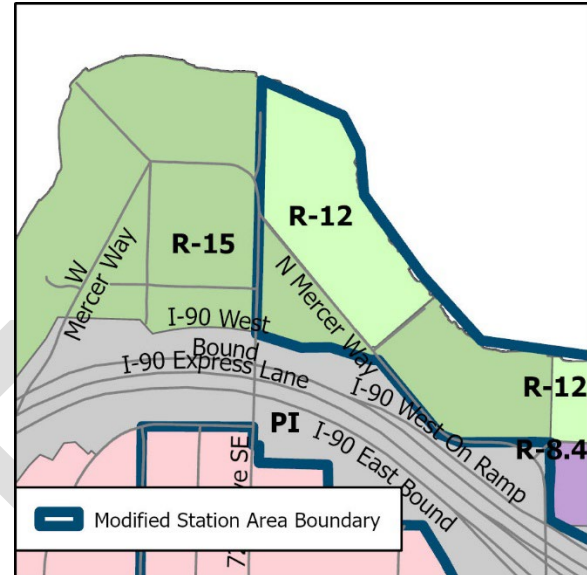 R-12
R-15
W
Mercer Way
N Mercer Way
I-90 West
Bound
I-90 Express Lane
R-12
I-90 West On Ramp
PI
I-90 East Bound
R-8.4
SE
Modified Station Area Boundary